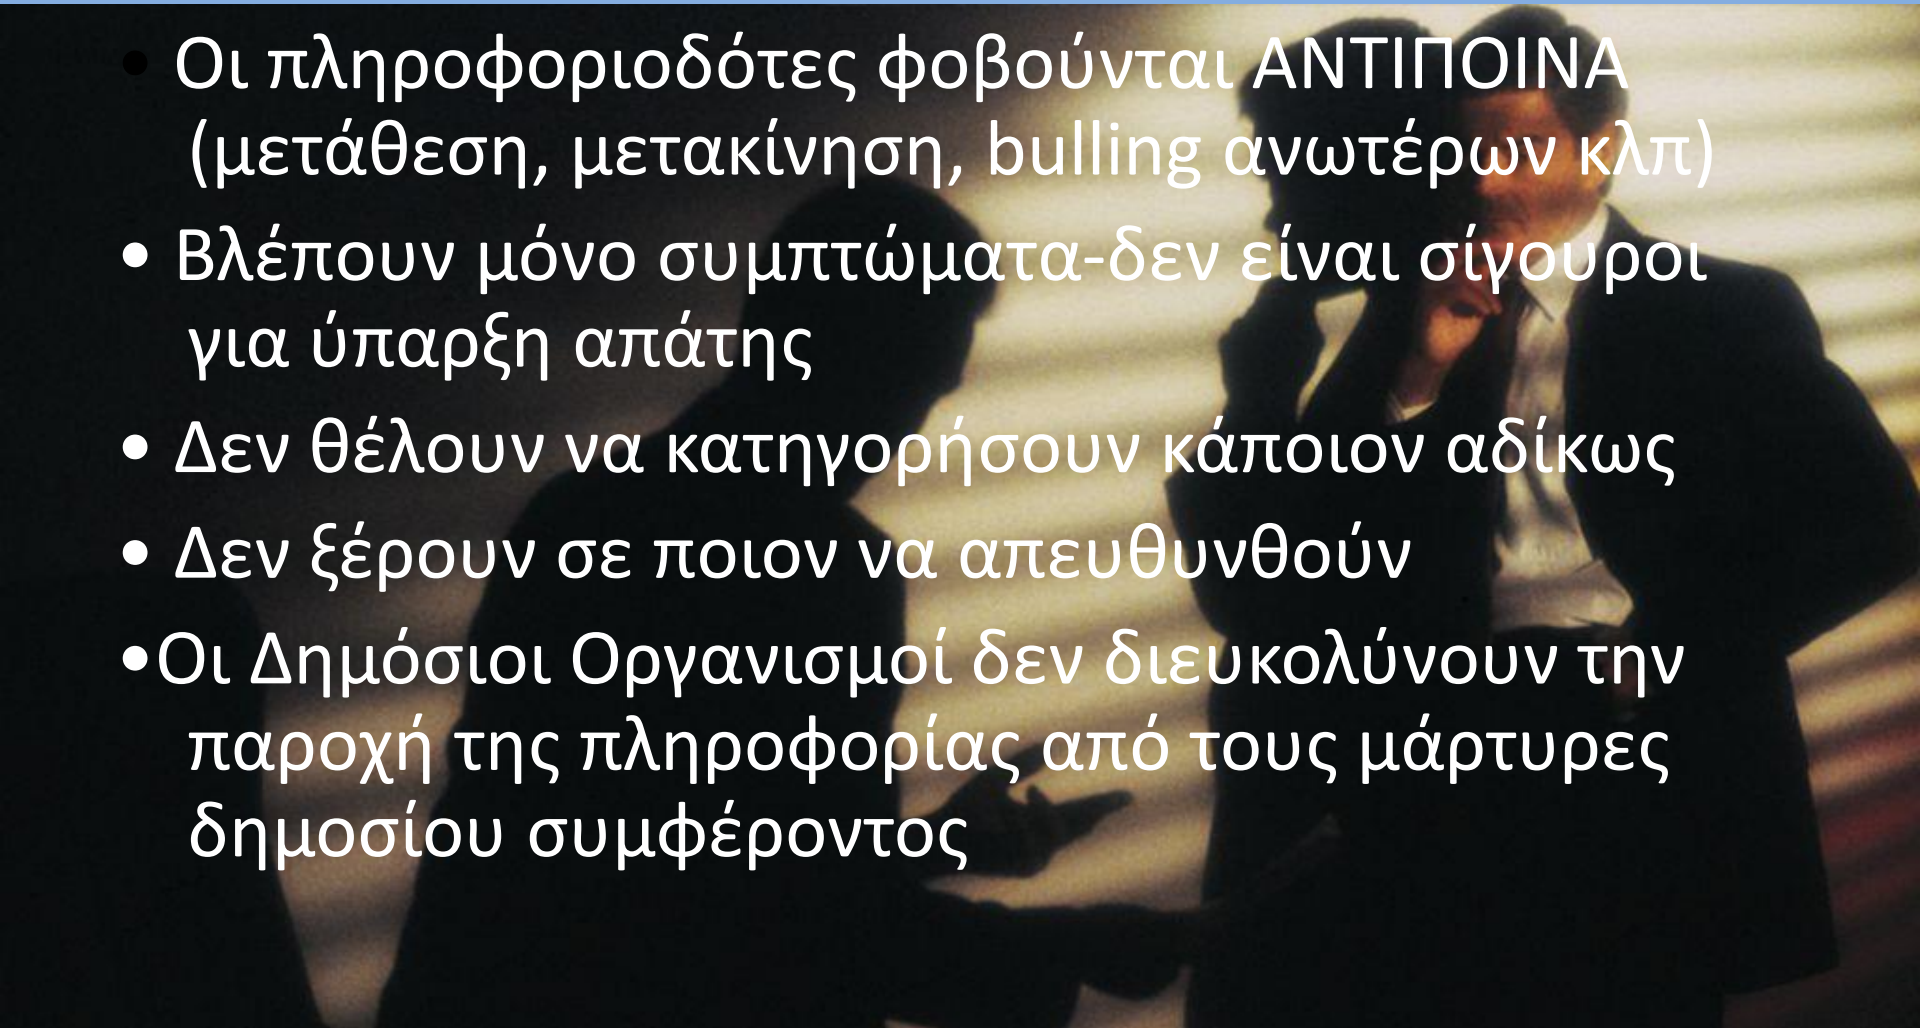 • Οι πληροφοριοδότες φοβούνται ΑΝΤΙΠΟΙΝΑ
(μετάθεση, μετακίνηση, bulling ανωτέρων κλπ)
• Βλέπουν μόνο συμπτώματα-δεν είναι σίγουροι
για ύπαρξη απάτης
• Δεν θέλουν να κατηγορήσουν κάποιον αδίκως
• Δεν ξέρουν σε ποιον να απευθυνθούν
•Οι Δημόσιοι Οργανισμοί δεν διευκολύνουν την
παροχή της πληροφορίας από τους μάρτυρες
δημοσίου συμφέροντος